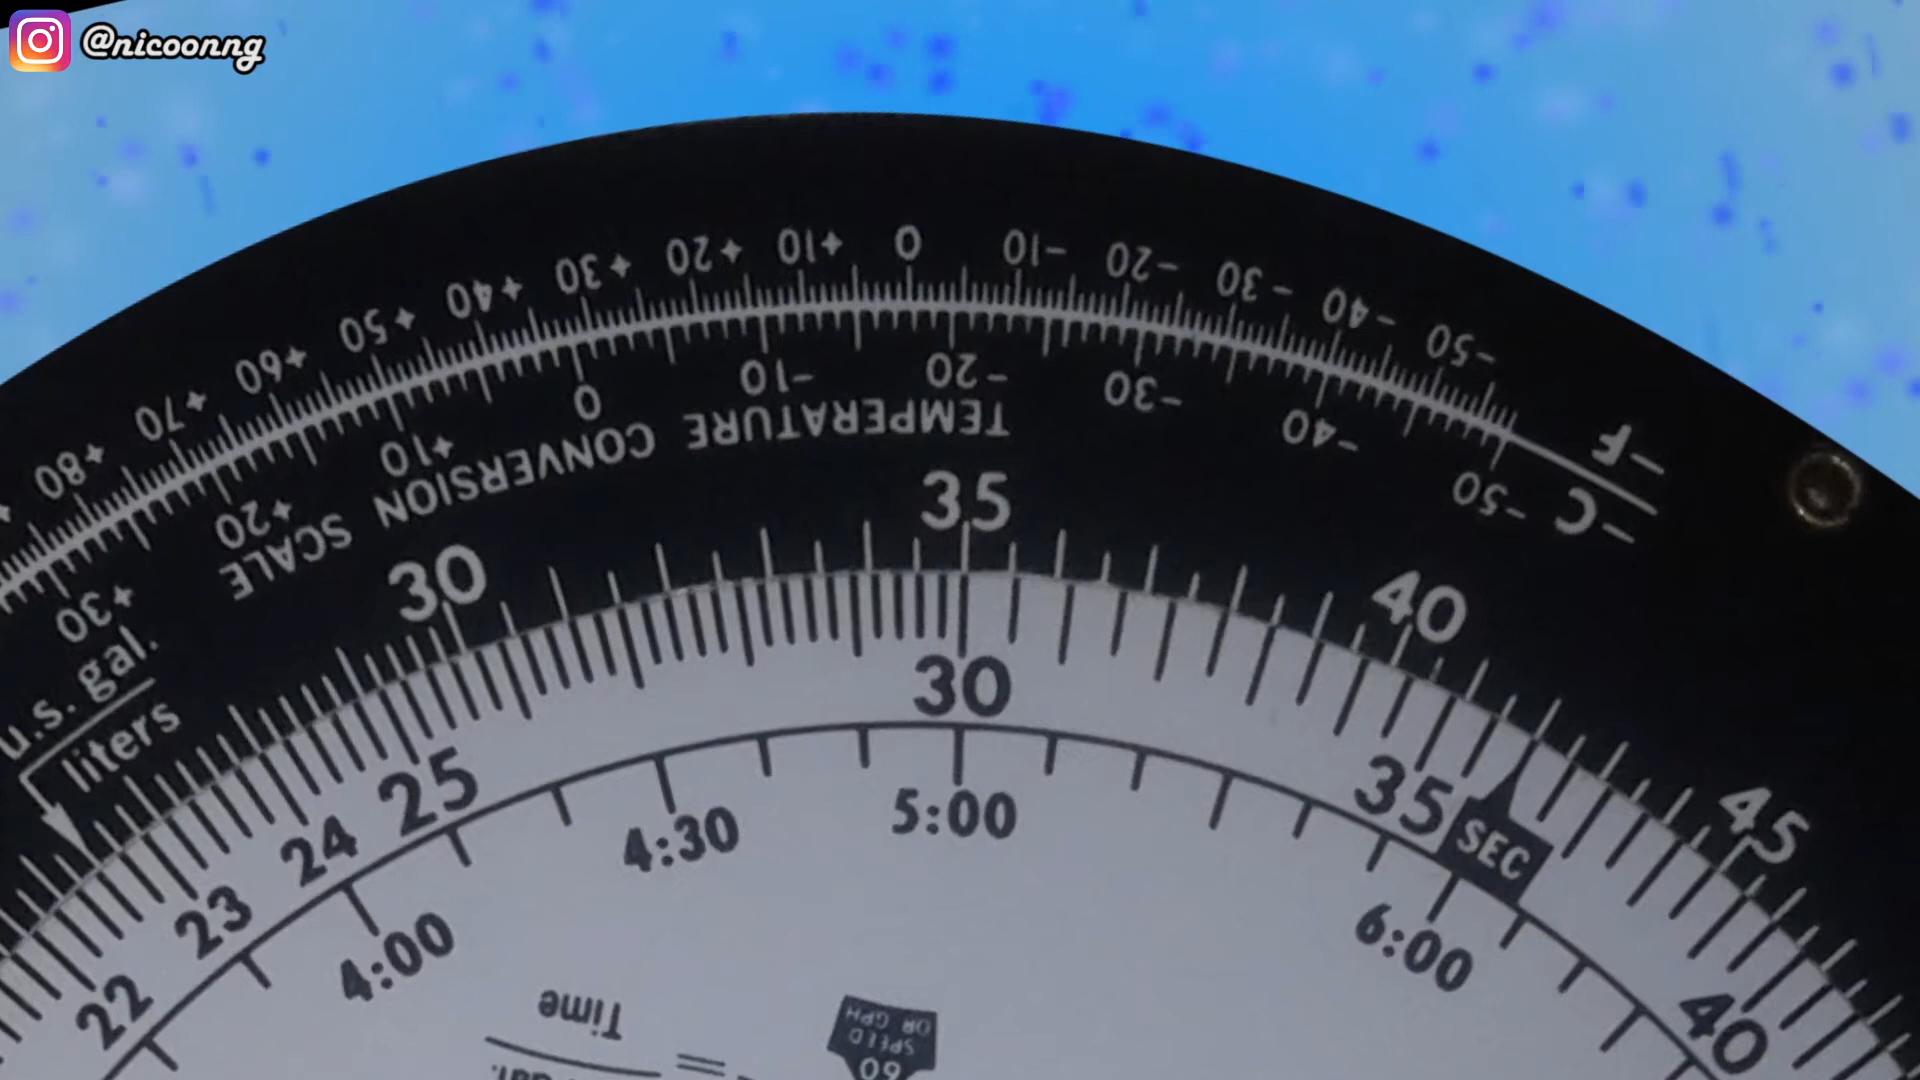 @nicoonng
+80 +70 +60 +50 +40 +30 +20 +10 0 -10 -20 -30 -40 -50 -F
+30 +20 +10 0 -10 -20 -30 -40 -50 -C
TEMPERATURE CONVERSION SCALE
u.s. gal.
liters
30 35 40 45
22 23 24 25 30 35 40
SEC
4:00 4:30 5:00 6:00
Time
=
OR GPH
SPEED
60